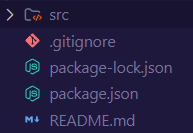 src
.gitignore
package-lock.json
package.json
README.md